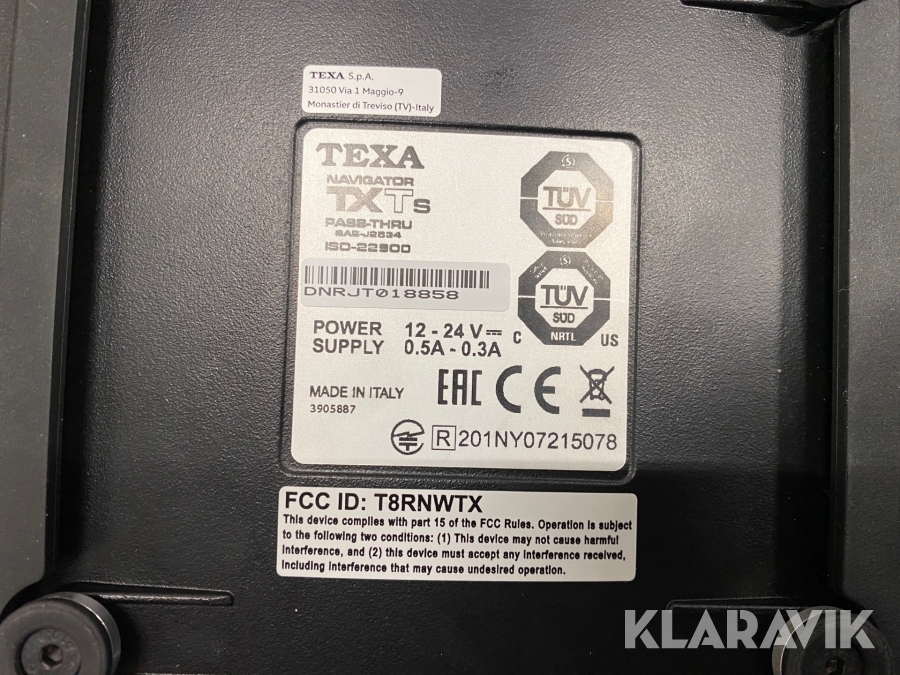 TEXA S.p.A.
31050 Via 1 Maggio-9
Monastier di Treviso (TV)-Italy
TEXA
NAVIGATOR
TXTs
PASS-THRU
SAE-J2534
ISO-22900
TÜV
SÜD
DNRJT018858
TÜV
SÜD
NRTL
C US
POWER SUPPLY
12 - 24 V
0.5A - 0.3A
MADE IN ITALY
3905887
EAC CE
R 201NY07215078
FCC ID: T8RNWTX
This device complies with part 15 of the FCC Rules. Operation is subject
to the following two conditions: (1) This device may not cause harmful
interference, and (2) this device must accept any interference received,
including interference that may cause undesired operation.
KLARAVIK